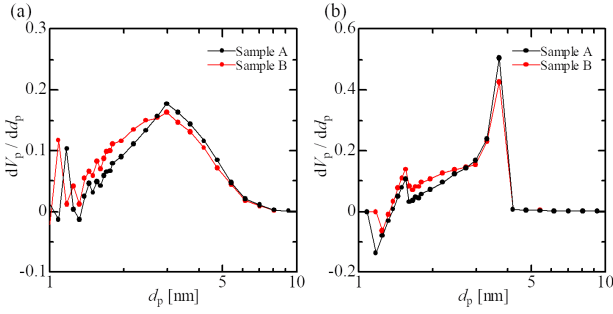 (a)
0.3
0.2
0.1
0
-0.1
dVp / ddp
Sample A
Sample B
1
5
10
dp [nm]
(b)
0.6
0.4
0.2
0
-0.2
dVp / ddp
Sample A
Sample B
1
5
10
dp [nm]